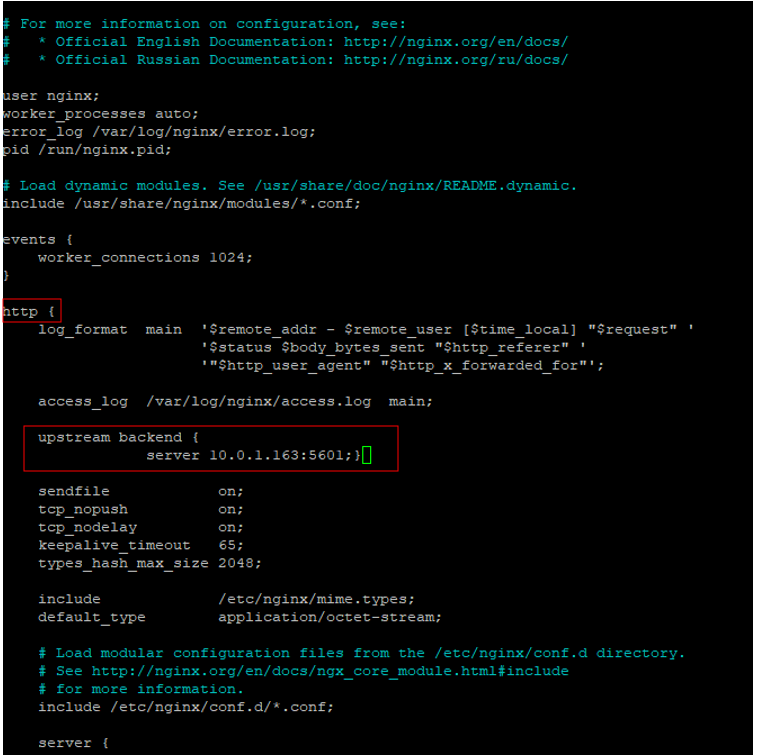 # For more information on configuration, see:
#   * Official English Documentation: http://nginx.org/en/docs/
#   * Official Russian Documentation: http://nginx.org/ru/docs/

user nginx;
worker_processes auto;
error_log /var/log/nginx/error.log;
pid /run/nginx.pid;

# Load dynamic modules. See /usr/share/doc/nginx/README.dynamic.
include /usr/share/nginx/modules/*.conf;

events {
    worker_connections 1024;
}

http {
    log_format  main  '$remote_addr - $remote_user [$time_local] "$request" '
                      '$status $body_bytes_sent "$http_referer" '
                      '"$http_user_agent" "$http_x_forwarded_for"';

    access_log  /var/log/nginx/access.log  main;

    upstream backend {
                server 10.0.1.163:5601;}

    sendfile            on;
    tcp_nopush          on;
    tcp_nodelay         on;
    keepalive_timeout   65;
    types_hash_max_size 2048;

    include             /etc/nginx/mime.types;
    default_type        application/octet-stream;

    # Load modular configuration files from the /etc/nginx/conf.d directory.
    # See http://nginx.org/en/docs/ngx_core_module.html#include
    # for more information.
    include /etc/nginx/conf.d/*.conf;

    server {